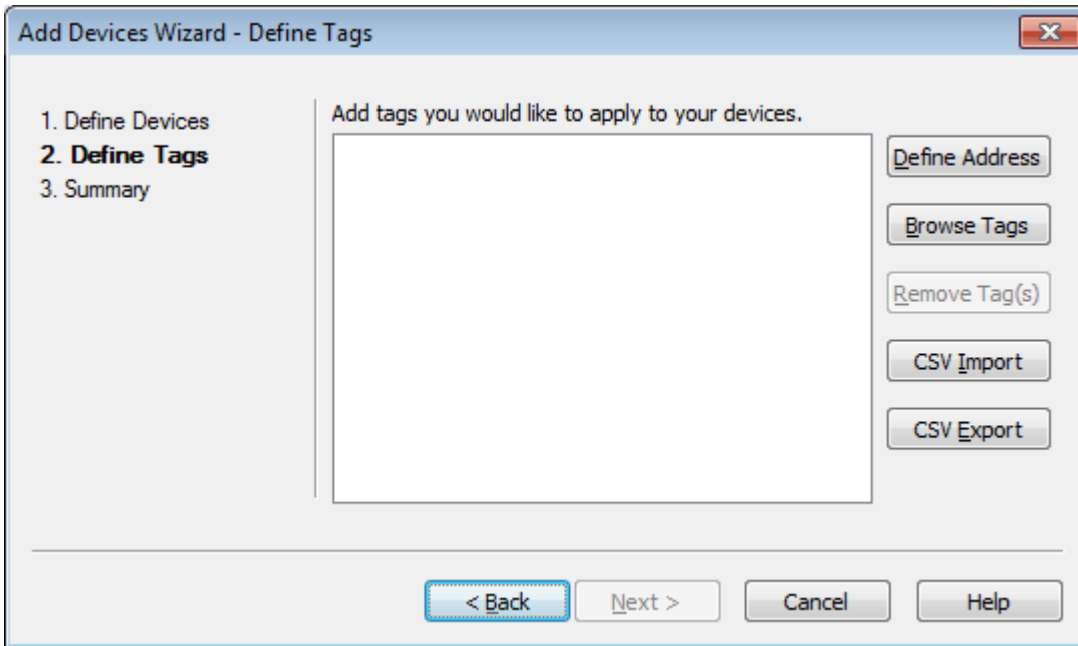 Add Devices Wizard - Define Tags
1. Define Devices
2. Define Tags
3. Summary
Add tags you would like to apply to your devices.
Define Address
Browse Tags
Remove Tag(s)
CSV Import
CSV Export
< Back
Next >
Cancel
Help